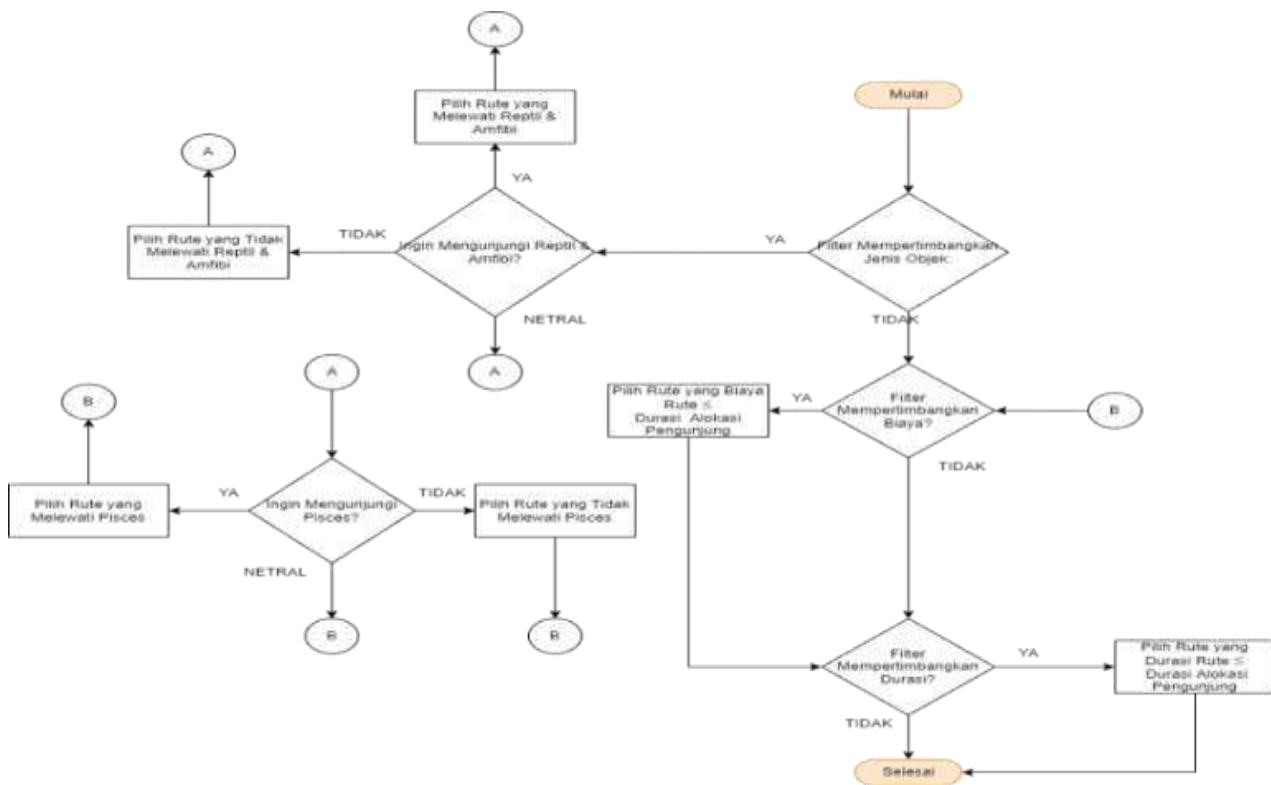 A
Mulai
Pilih Rute yang
Melewati Reptil &
Amfibi
A
YA
Pilih Rute yang Tidak
Melewati Reptil &
Amfibi
TIDAK
Ingin Mengunjungi Reptil &
Amfibi?
YA
Filter Mempertimbangkan
Jenis Objek
NETRAL
TIDAK
A
A
B
Pilih Rute yang Biaya
Rute ≤
Durasi Alokasi
Pengunjung
YA
Filter
Mempertimbangkan
Biaya?
B
TIDAK
Pilih Rute yang
Melewati Pisces
YA
Ingin Mengunjungi
Pisces?
TIDAK
Pilih Rute yang Tidak
Melewati Pisces
NETRAL
B
B
Filter
Mempertimbangkan
Durasi?
YA
Pilih Rute yang
Durasi Rute ≤
Durasi Alokasi
Pengunjung
TIDAK
Selesai